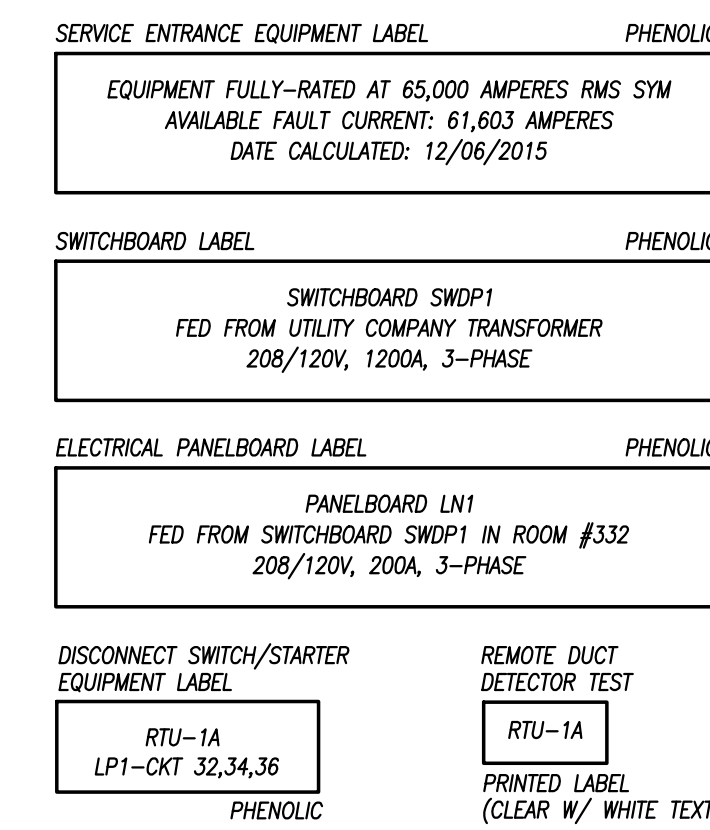 SERVICE ENTRANCE EQUIPMENT LABEL PHENOLIC
EQUIPMENT FULLY-RATED AT 65,000 AMPERES RMS SYM
AVAILABLE FAULT CURRENT: 61,603 AMPERES
DATE CALCULATED: 12/06/2015
SWITCHBOARD LABEL PHENOLIC
SWITCHBOARD SWDP1
FED FROM UTILITY COMPANY TRANSFORMER
208/120V, 1200A, 3-PHASE
ELECTRICAL PANELBOARD LABEL PHENOLIC
PANELBOARD LN1
FED FROM SWITCHBOARD SWDP1 IN ROOM #332
208/120V, 200A, 3-PHASE
DISCONNECT SWITCH/STARTER
EQUIPMENT LABEL
RTU-1A
LP1-CKT 32,34,36
PHENOLIC
REMOTE DUCT
DETECTOR TEST
RTU-1A
PRINTED LABEL
(CLEAR W/ WHITE TEXT